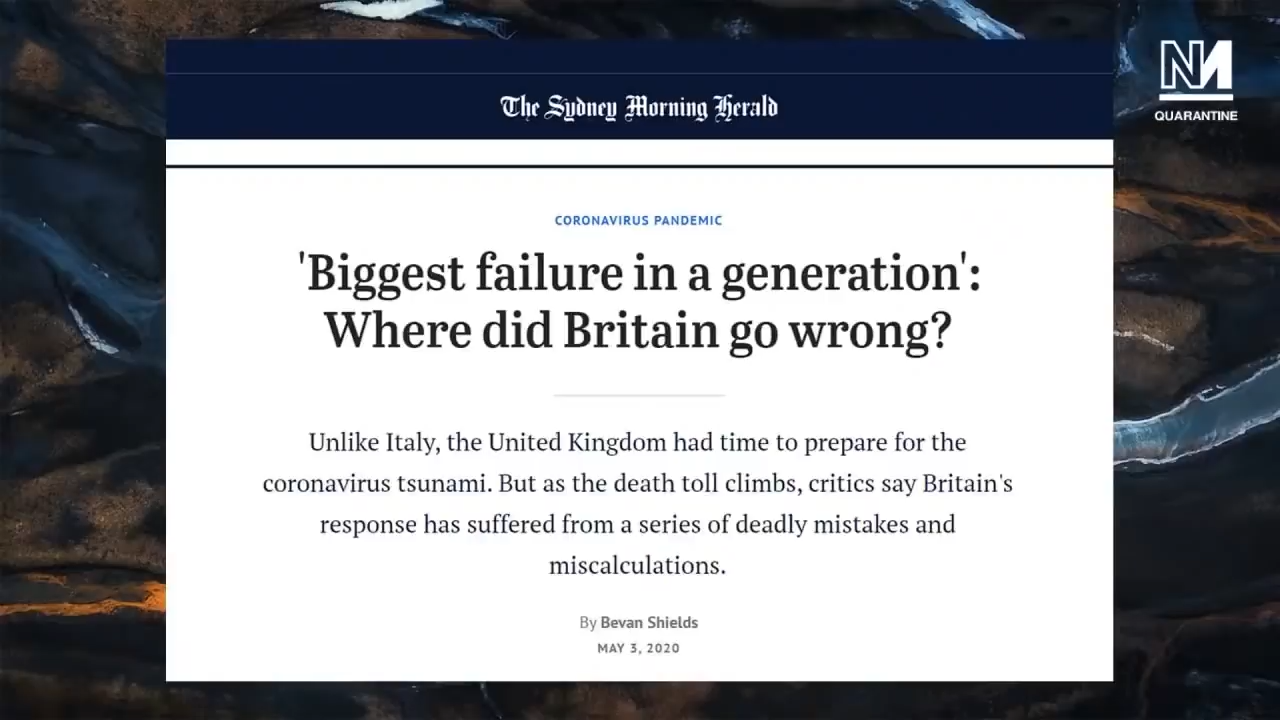 The Sydney Morning Herald
NM
QUARANTINE
CORONAVIRUS PANDEMIC
'Biggest failure in a generation':
Where did Britain go wrong?
Unlike Italy, the United Kingdom had time to prepare for the
coronavirus tsunami. But as the death toll climbs, critics say Britain's
response has suffered from a series of deadly mistakes and
miscalculations.
By Bevan Shields
MAY 3, 2020